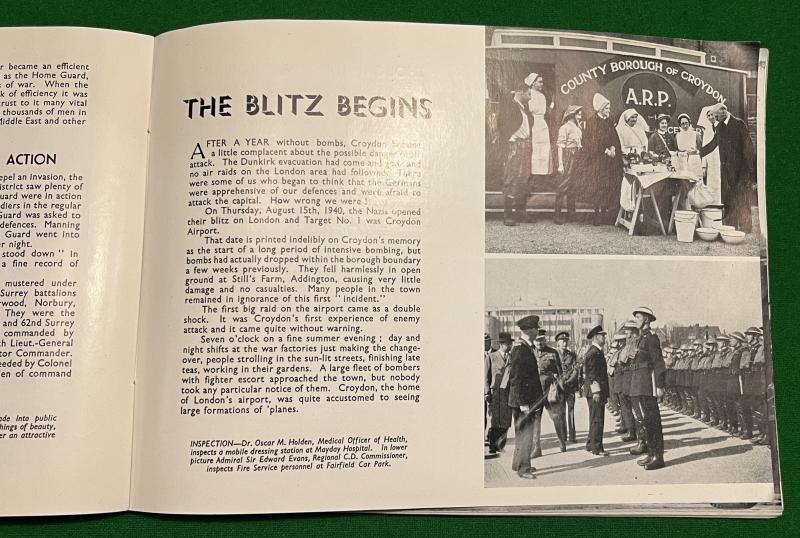 r became an efficient
as the Home Guard,
of war. When the
k of efficiency it was
trust to it many vital
thousands of men in
Middle East and other
ACTION
epel an invasion, the
istrict saw plenty of
uard were in action
diers in the regular
Guard was asked to
defences. Manning
Guard went into
er night.
stood down " in
a fine record of
mustered under
Surrey battalions
rwood, Norbury,
They were the
and 62nd Surrey
commanded by
th Lieut.-General
tor Commander.
eeded by Colonel
en of command
ade into public
hings of beauty,
er an attractive
THE BLITZ BEGINS
AFTER A YEAR without bombs, Croydon became
a little complacent about the possible danger
attack. The Dunkirk evacuation had come and gone and
no air raids on the London area had followed. There
were some of us who began to think that the Germans
were apprehensive of our defences and were afraid to
attack the capital. How wrong we were !
On Thursday, August 15th, 1940, the Nazis opened
their blitz on London and Target No. 1 was Croydon
Airport.
That date is printed indelibly on Croydon's memory
as the start of a long period of intensive bombing, but
bombs had actually dropped within the borough boundary
a few weeks previously. They fell harmlessly in open
ground at Still's Farm, Addington, causing very little
damage and no casualties. Many people in the town
remained in ignorance of this first " incident."
The first big raid on the airport came as a double
shock. It was Croydon's first experience of enemy
attack and it came quite without warning.
Seven o'clock on a fine summer evening ; day and
night shifts at the war factories just making the change-
over, people strolling in the sun-lit streets, finishing late
teas, working in their gardens. A large fleet of bombers
with fighter escort approached the town, but nobody
took any particular notice of them. Croydon, the home
of London's airport, was quite accustomed to seeing
large formations of 'planes.
INSPECTION—Dr. Oscar M. Holden, Medical Officer of Health,
inspects a mobile dressing station at Mayday Hospital. In lower
picture Admiral Sir Edward Evans, Regional C.D. Commissioner,
inspects Fire Service personnel at Fairfield Car Park.
COUNTY BOROUGH OF CROYDON
A.R.P.